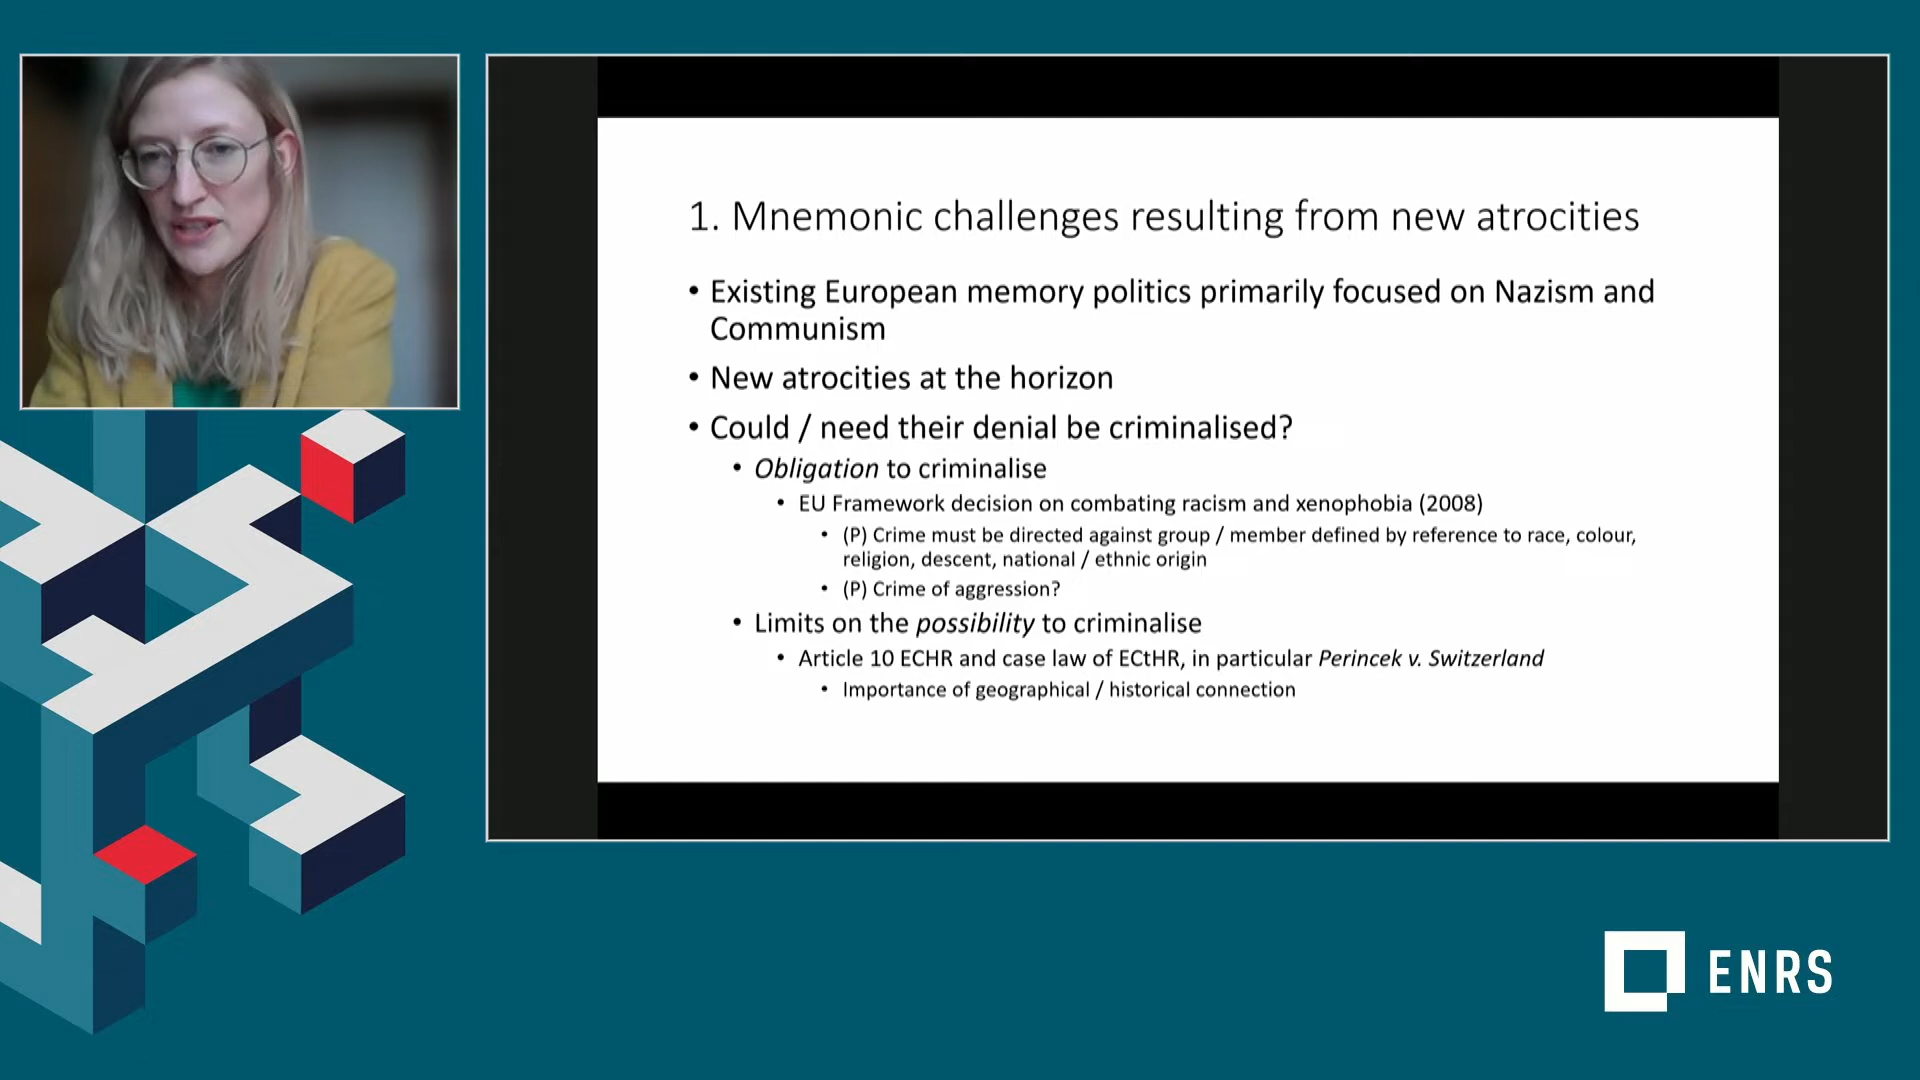 1. Mnemonic challenges resulting from new atrocities
• Existing European memory politics primarily focused on Nazism and
Communism
• New atrocities at the horizon
• Could / need their denial be criminalised?
• Obligation to criminalise
• EU Framework decision on combating racism and xenophobia (2008)
• (P) Crime must be directed against group / member defined by reference to race, colour,
religion, descent, national / ethnic origin
• (P) Crime of aggression?
• Limits on the possibility to criminalise
• Article 10 ECHR and case law of ECtHR, in particular Perincek v. Switzerland
• Importance of geographical / historical connection
ENRS